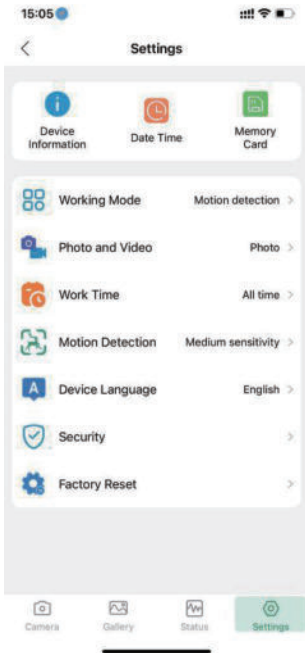 15:05
Settings
Device
Information
Date Time
Memory
Card
Working Mode
Motion detection
Photo and Video
Photo
Work Time
All time
Motion Detection
Medium sensitivity
A
Device Language
English
Security
Factory Reset
Camera
Gallery
Status
Settings